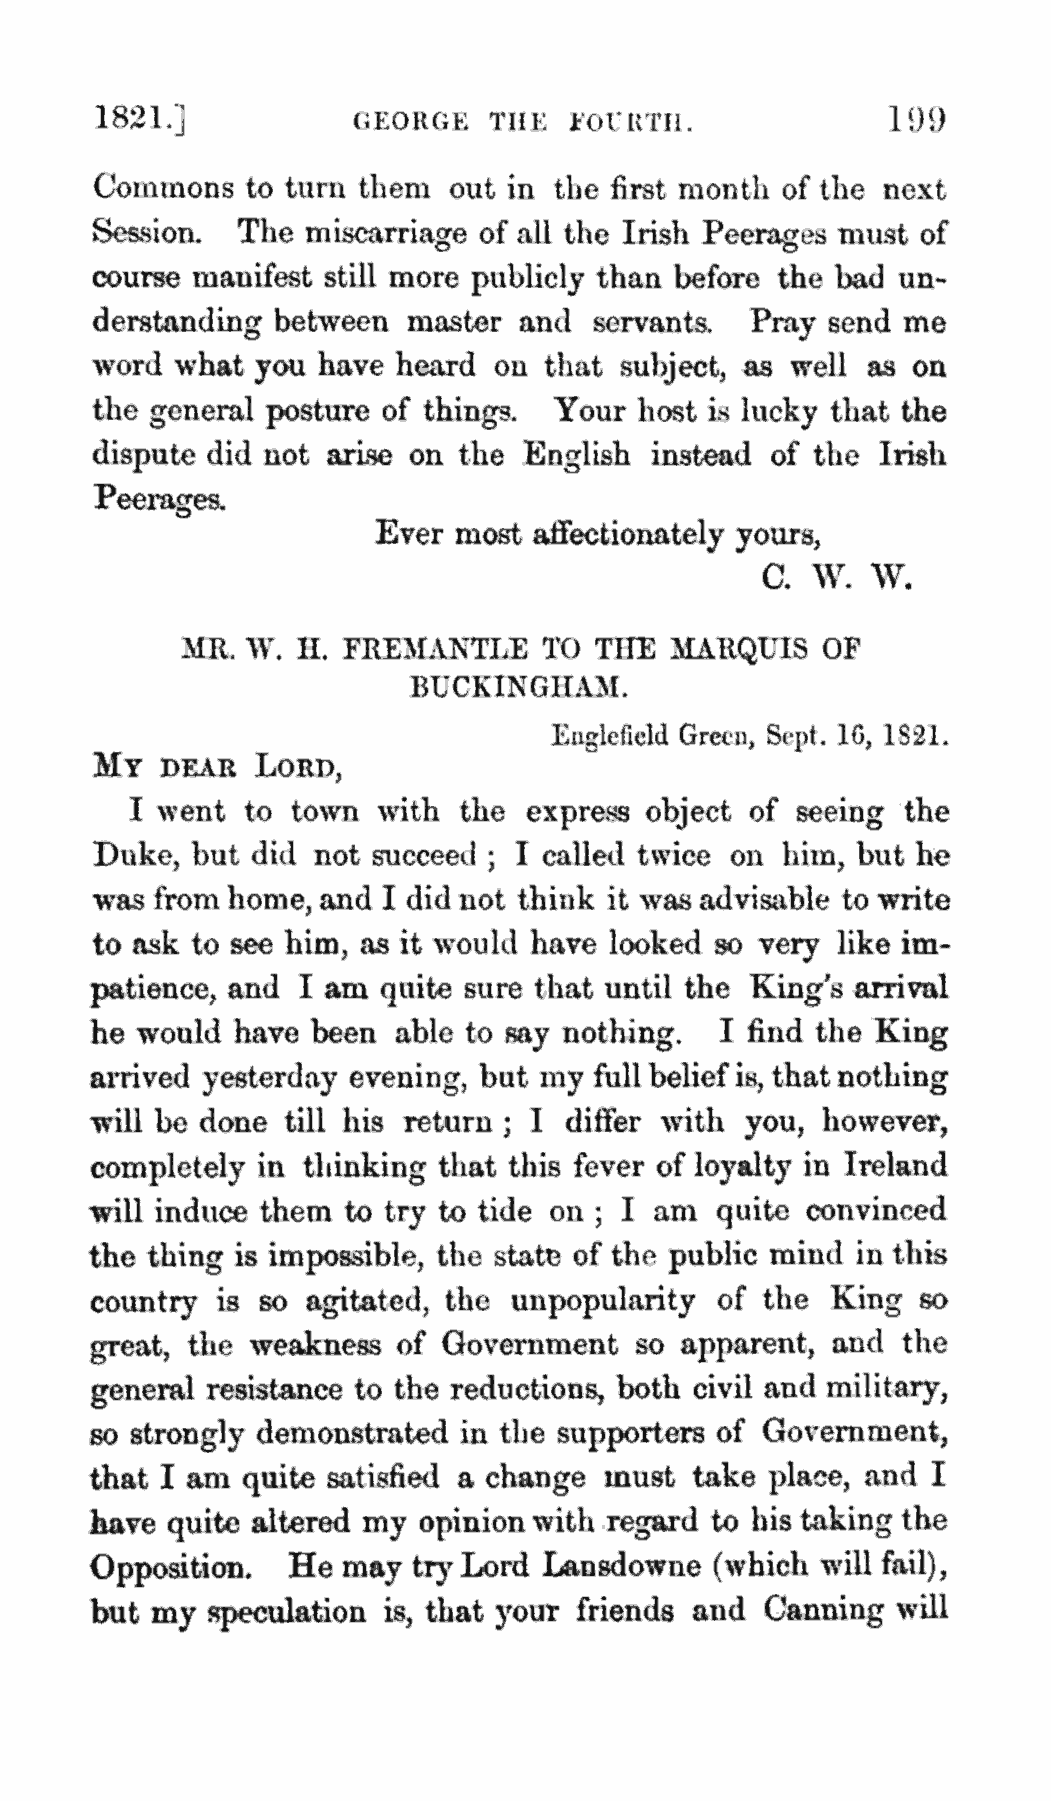 1821.] GEORGE THE FOURTH. 199
Commons to turn them out in the first month of the next
Session. The miscarriage of all the Irish Peerages must of
course manifest still more publicly than before the bad un-
derstanding between master and servants. Pray send me
word what you have heard on that subject, as well as on
the general posture of things. Your host is lucky that the
dispute did not arise on the English instead of the Irish
Peerages.
Ever most affectionately yours,
C. W. W.
MR. W. H. FREMANTLE TO THE MARQUIS OF
BUCKINGHAM.
Englefield Green, Sept. 16, 1821.
MY DEAR LORD,
I went to town with the express object of seeing the
Duke, but did not succeed ; I called twice on him, but he
was from home, and I did not think it was advisable to write
to ask to see him, as it would have looked so very like im-
patience, and I am quite sure that until the King's arrival
he would have been able to say nothing. I find the King
arrived yesterday evening, but my full belief is, that nothing
will be done till his return ; I differ with you, however,
completely in thinking that this fever of loyalty in Ireland
will induce them to try to tide on ; I am quite convinced
the thing is impossible, the state of the public mind in this
country is so agitated, the unpopularity of the King so
great, the weakness of Government so apparent, and the
general resistance to the reductions, both civil and military,
so strongly demonstrated in the supporters of Government,
that I am quite satisfied a change must take place, and I
have quite altered my opinion with regard to his taking the
Opposition. He may try Lord Lansdowne (which will fail),
but my speculation is, that your friends and Canning will